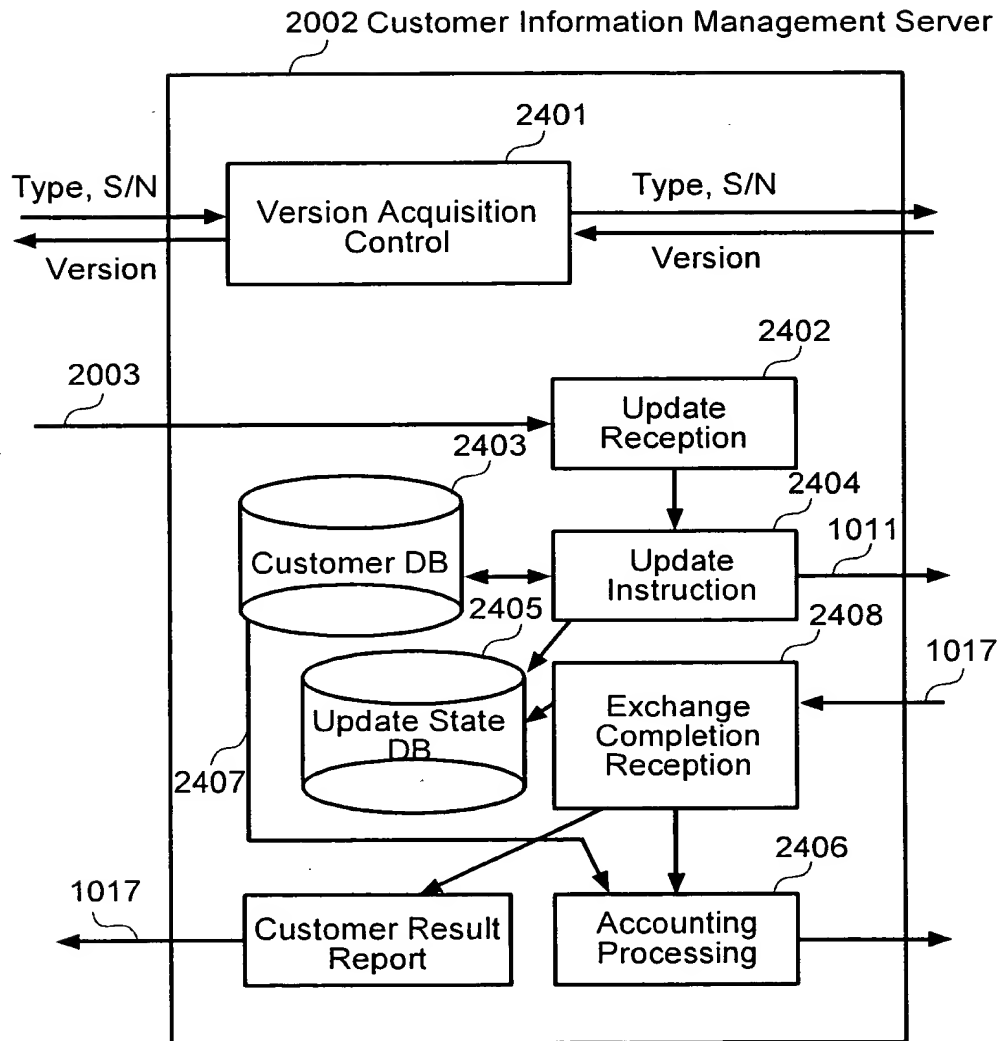 2002 Customer Information Management Server
2401
Type, S/N
Version Acquisition
Control
Type, S/N
Version
Version
2402
2003
Update
Reception
2403
2404
Customer DB
Update
Instruction
1011
2405
2408
1017
Update State
DB
Exchange
Completion
Reception
2407
2406
1017
Customer Result
Report
Accounting
Processing